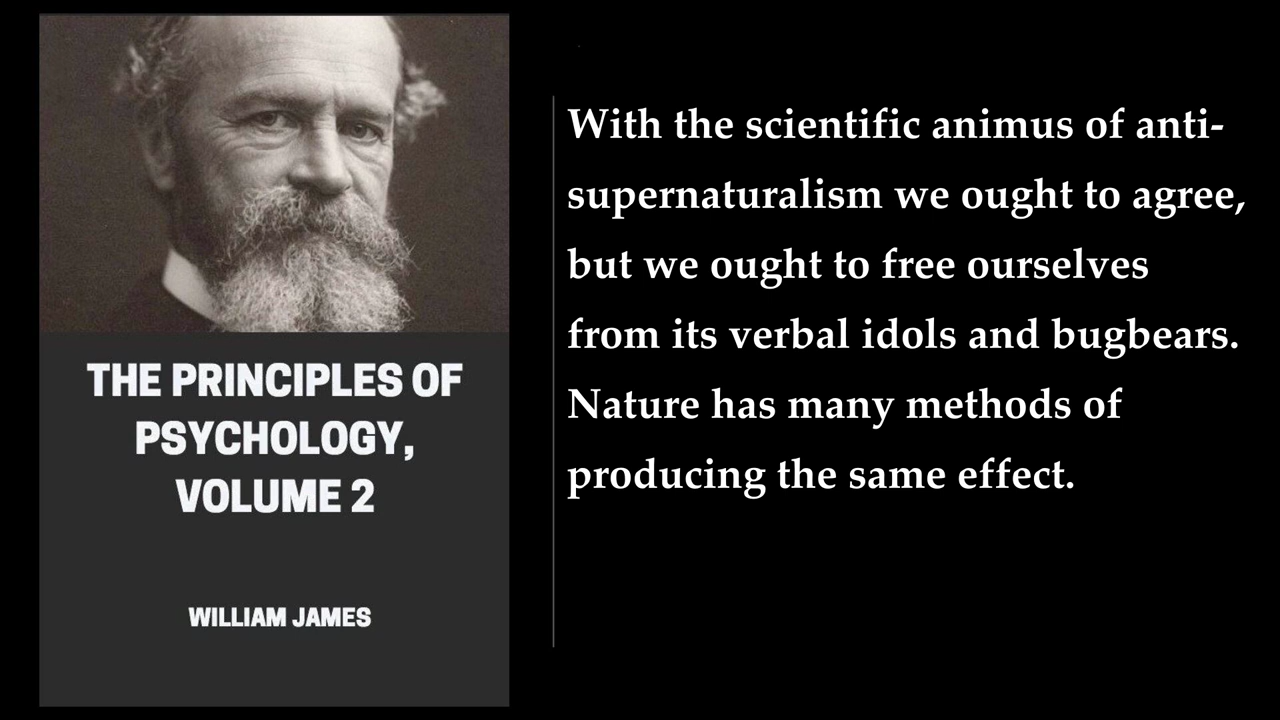 THE PRINCIPLES OF
PSYCHOLOGY,
VOLUME 2
WILLIAM JAMES
With the scientific animus of anti-
supernaturalism we ought to agree,
but we ought to free ourselves
from its verbal idols and bugbears.
Nature has many methods of
producing the same effect.